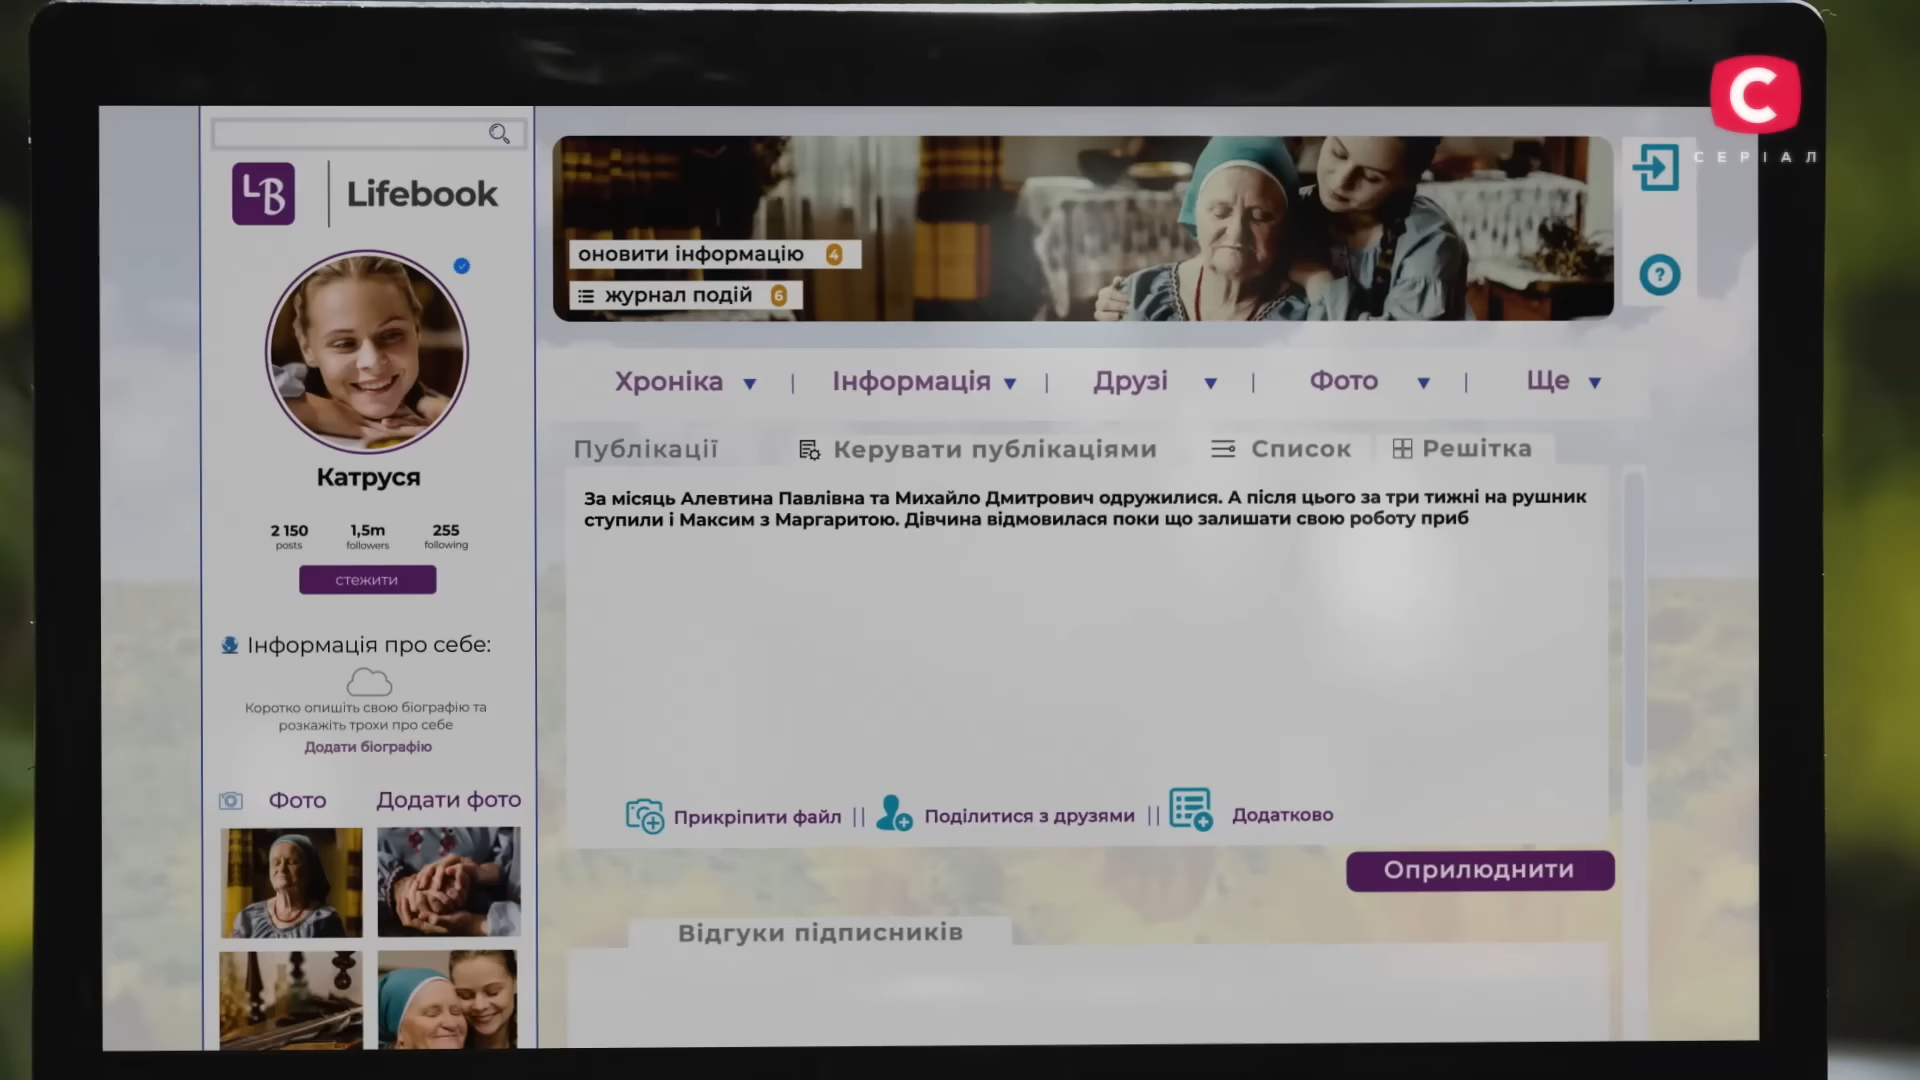 С
СЕРІАЛ
LB
Lifebook
оновити інформацію 4
журнал подій 6
?
Катруся
2 150 1,5m 255
posts followers following
стежити
Інформація про себе:
Коротко опишіть свою біографію та
розкажіть трохи про себе
Додати біографію
Фото Додати фото
Хроніка | Інформація | Друзі | Фото | Ще
Публікації Керувати публікаціями Список Решітка
За місяць Алевтина Павлівна та Михайло Дмитрович одружилися. А після цього за три тижні на рушник
ступили і Максим з Маргаритою. Дівчина відмовилася поки що залишати свою роботу приб
Прикріпити файл || Поділитися з друзями || Додатково
Оприлюднити
Відгуки підписників